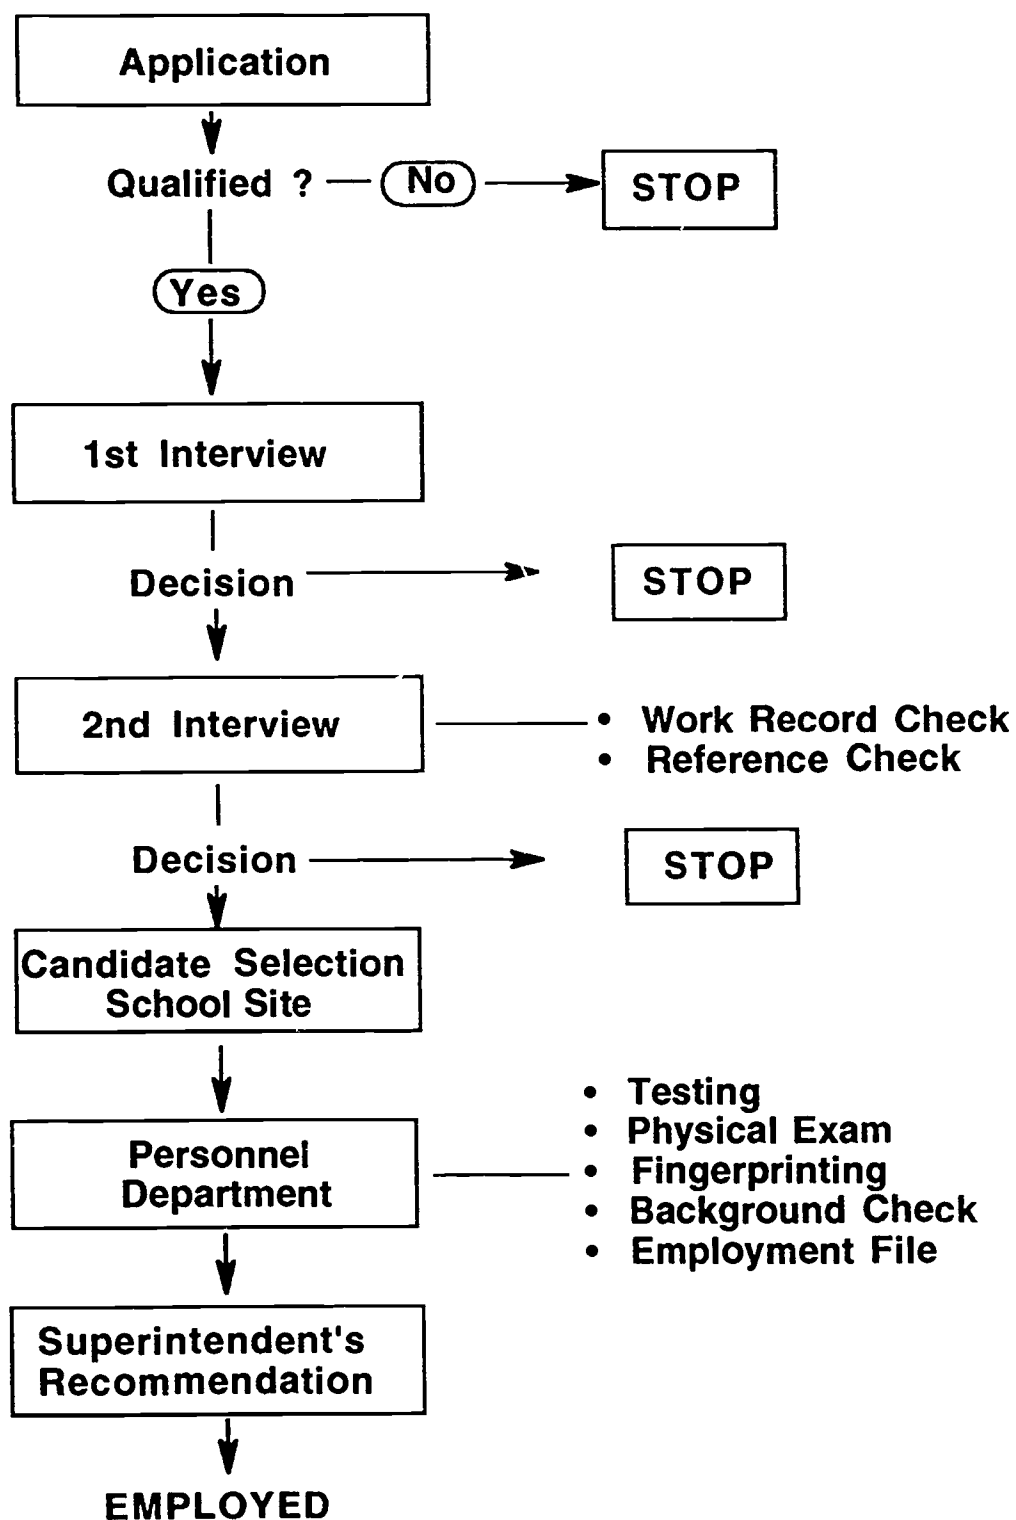 Application
Qualified ? No STOP
Yes
1st Interview
Decision STOP
2nd Interview
• Work Record Check
• Reference Check
Decision STOP
Candidate Selection
School Site
Personnel
Department
• Testing
• Physical Exam
• Fingerprinting
• Background Check
• Employment File
Superintendent's
Recommendation
EMPLOYED